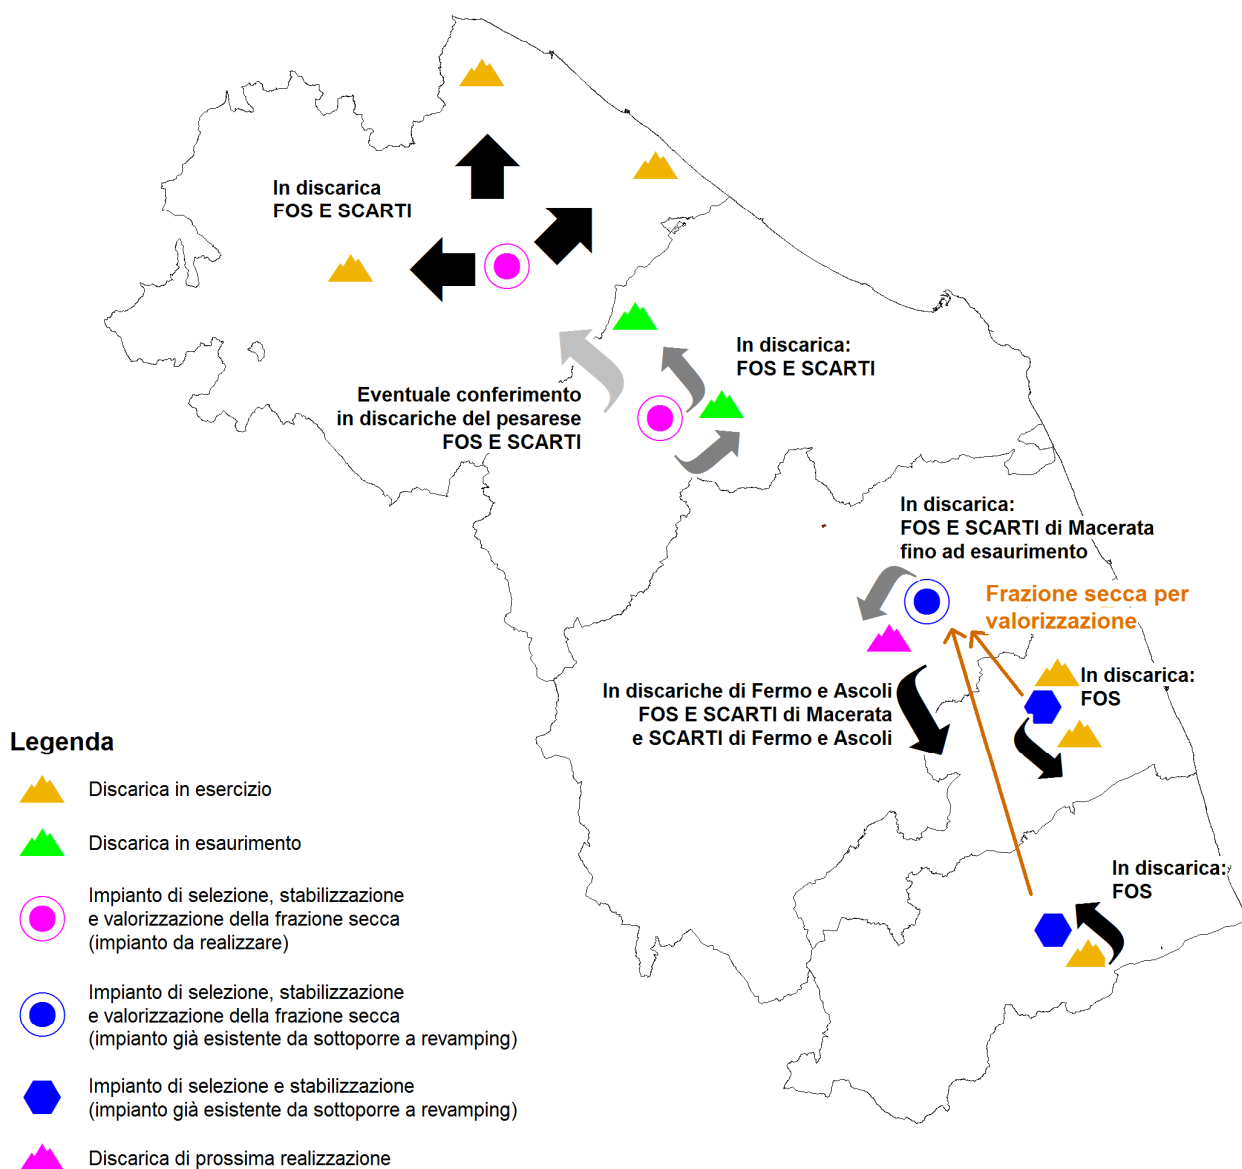 In discarica
FOS E SCARTI
In discarica:
FOS E SCARTI
Eventuale conferimento
in discariche del pesarese
FOS E SCARTI
In discarica:
FOS E SCARTI di Macerata
fino ad esaurimento
Frazione secca per
valorizzazione
In discarica:
FOS
In discariche di Fermo e Ascoli
FOS E SCARTI di Macerata
e SCARTI di Fermo e Ascoli
In discarica:
FOS
Legenda
Discarica in esercizio
Discarica in esaurimento
Impianto di selezione, stabilizzazione
e valorizzazione della frazione secca
(impianto da realizzare)
Impianto di selezione, stabilizzazione
e valorizzazione della frazione secca
(impianto già esistente da sottoporre a revamping)
Impianto di selezione e stabilizzazione
(impianto già esistente da sottoporre a revamping)
Discarica di prossima realizzazione